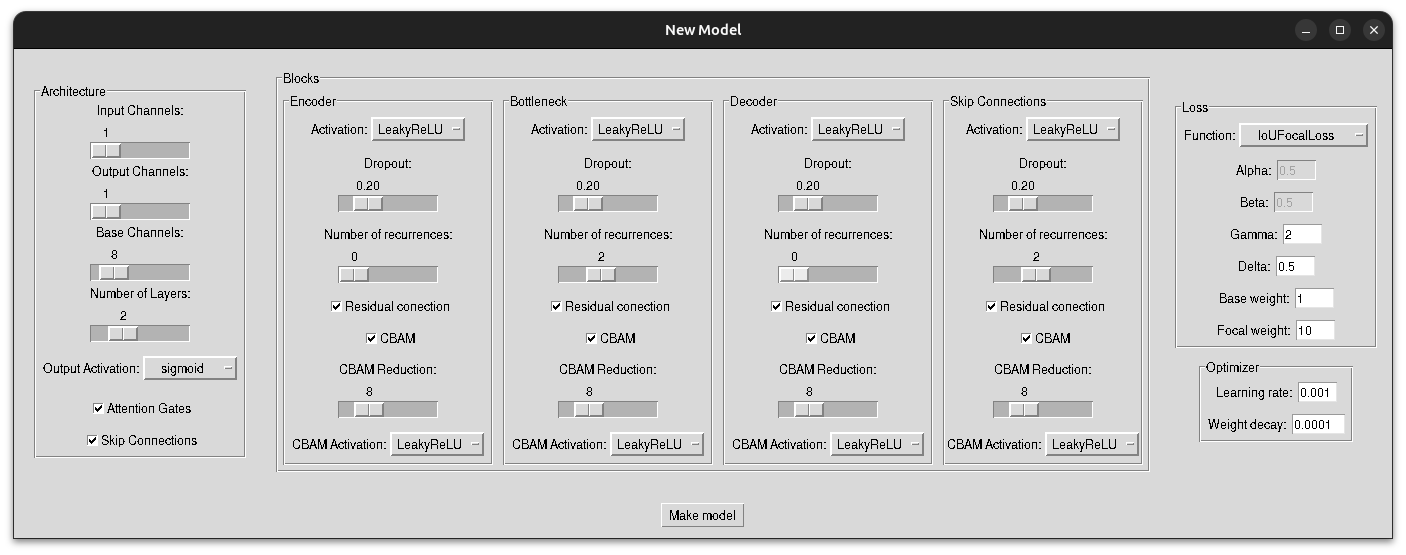 New Model
Architecture
Input Channels:
1
Output Channels:
1
Base Channels:
8
Number of Layers:
2
Output Activation: sigmoid
Attention Gates
Skip Connections
Blocks
Encoder
Activation: LeakyReLU
Dropout:
0.20
Number of recurrences:
0
Residual conection
CBAM
CBAM Reduction:
8
CBAM Activation: LeakyReLU
Bottleneck
Activation: LeakyReLU
Dropout:
0.20
Number of recurrences:
2
Residual conection
CBAM
CBAM Reduction:
8
CBAM Activation: LeakyReLU
Decoder
Activation: LeakyReLU
Dropout:
0.20
Number of recurrences:
0
Residual conection
CBAM
CBAM Reduction:
8
CBAM Activation: LeakyReLU
Skip Connections
Activation: LeakyReLU
Dropout:
0.20
Number of recurrences:
2
Residual conection
CBAM
CBAM Reduction:
8
CBAM Activation: LeakyReLU
Loss
Function: IoUFocalLoss
Alpha: 0.5
Beta: 0.5
Gamma: 2
Delta: 0.5
Base weight: 1
Focal weight: 10
Optimizer
Learning rate: 0.001
Weight decay: 0.0001
Make model